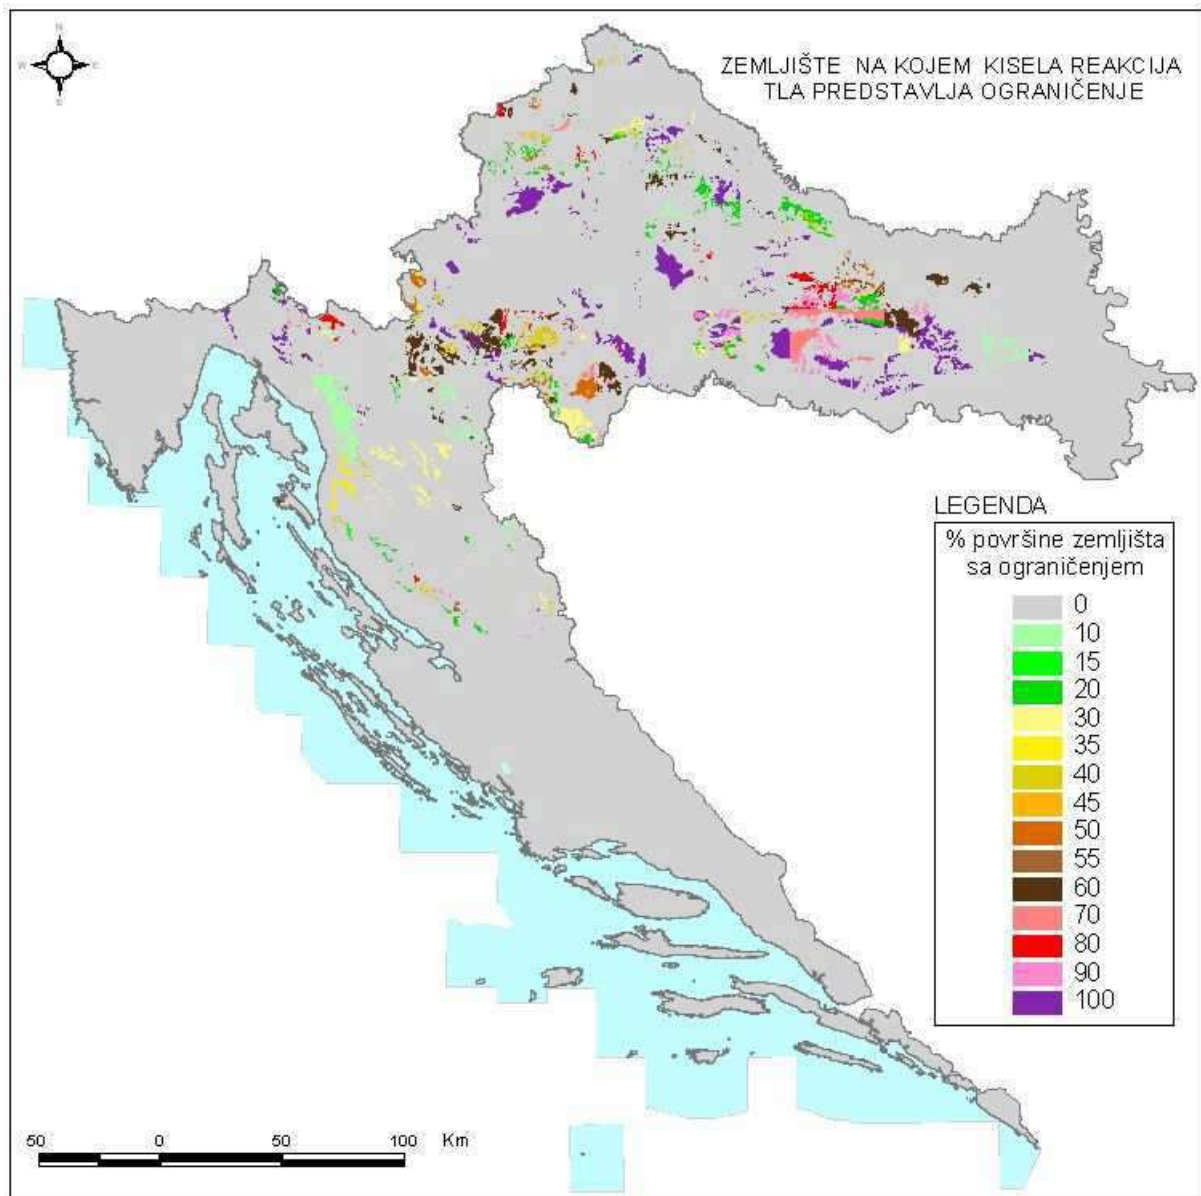 N
W E
S
ZEMLJIŠTE NA KOJEM KISELA REAKCIJA
TLA PREDSTAVLJA OGRANIČENJE
LEGENDA
% površine zemljišta
sa ograničenjem
0
10
15
20
30
35
40
45
50
55
60
70
80
90
100
50 0 50 100 Km